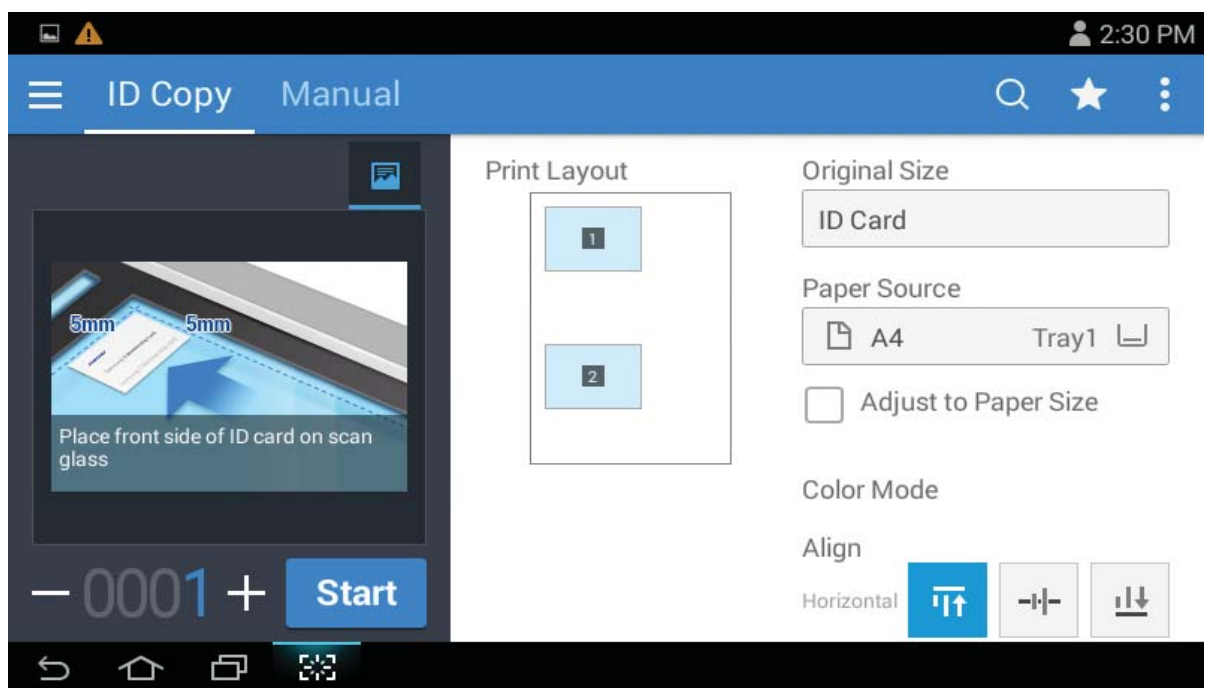 2:30 PM
ID Copy Manual
Print Layout
1
2
Original Size
ID Card
Paper Source
A4 Tray1
Adjust to Paper Size
Color Mode
Align
Horizontal
5mm 5mm
Place front side of ID card on scan
glass
0001
Start